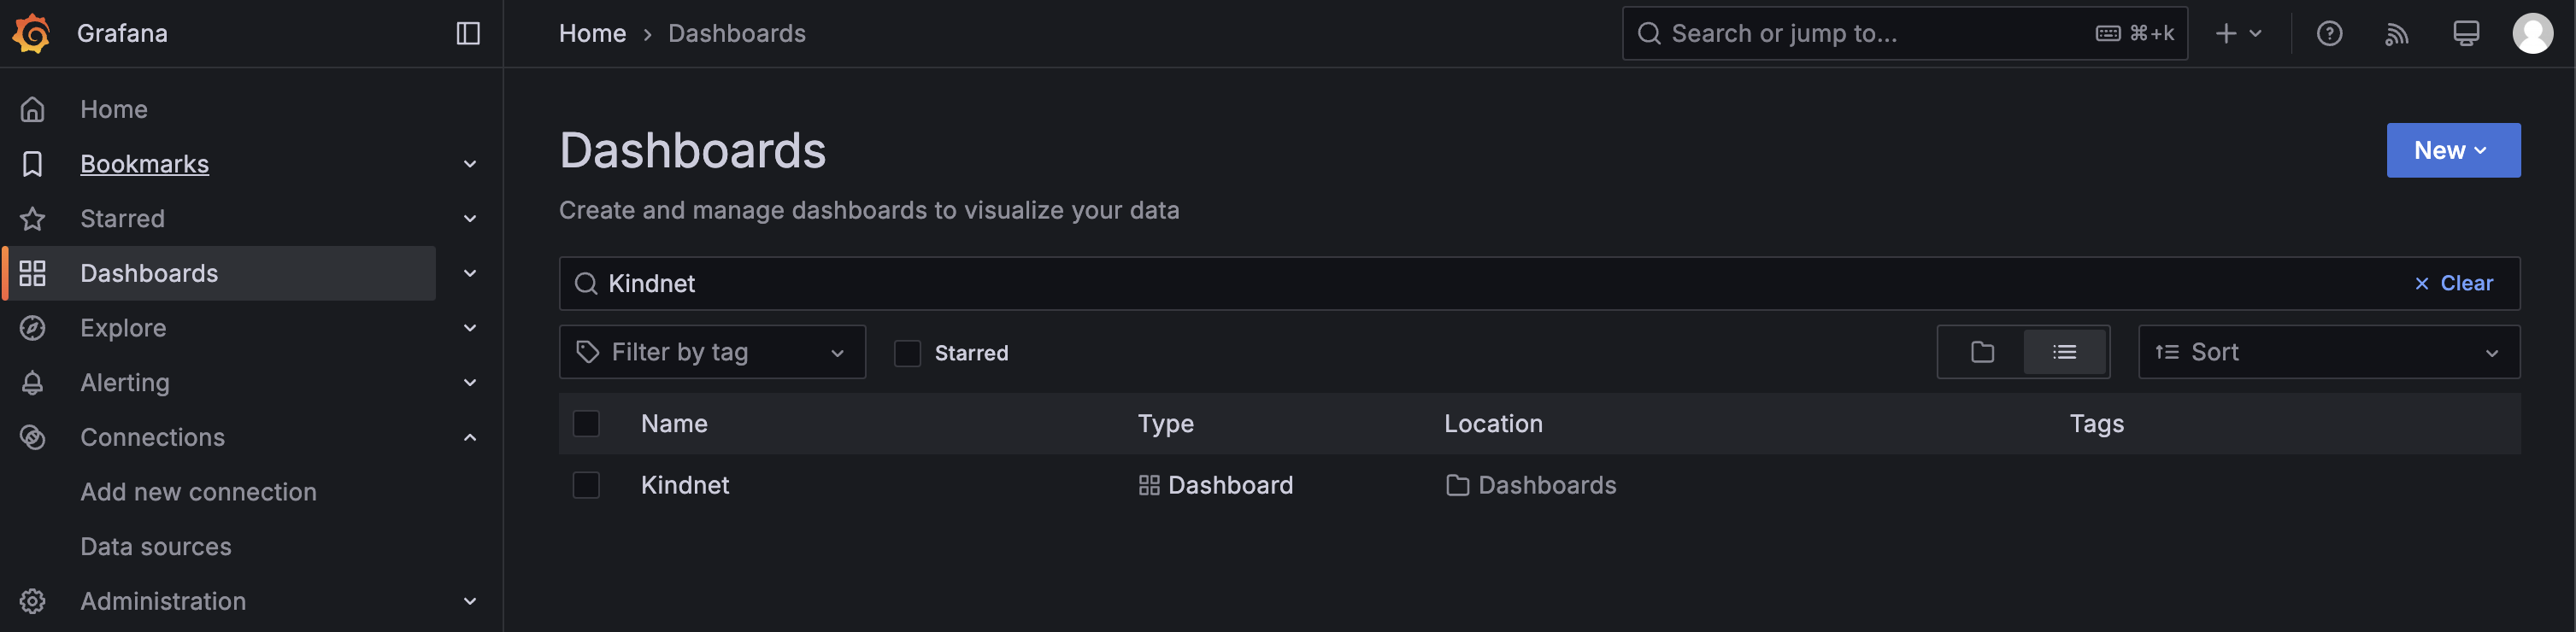 Grafana
Home › Dashboards
Search or jump to...
⌘+k
Home
Bookmarks
Starred
Dashboards
Explore
Alerting
Connections
Add new connection
Data sources
Administration
Dashboards
New
Create and manage dashboards to visualize your data
Kindnet
Clear
Filter by tag
Starred
Sort
Name Type Location Tags
Kindnet Dashboard Dashboards